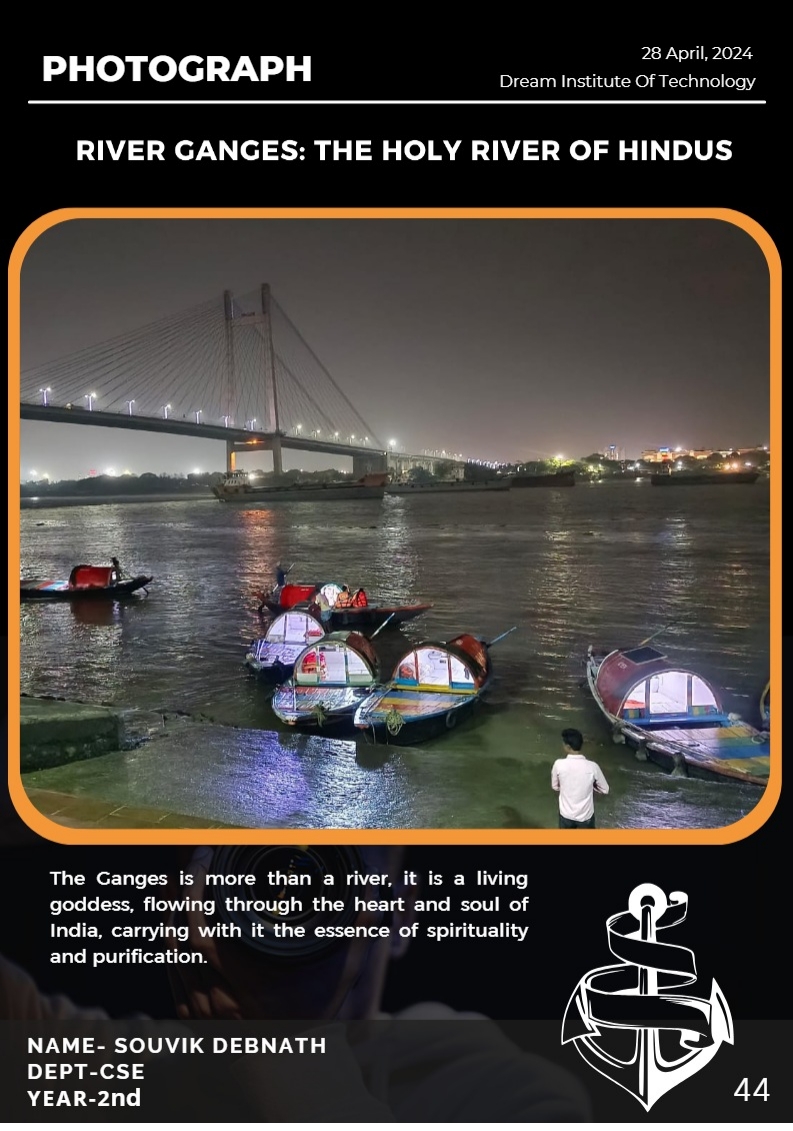 PHOTOGRAPH
28 April, 2024
Dream Institute Of Technology
RIVER GANGES: THE HOLY RIVER OF HINDUS
The Ganges is more than a river, it is a living
goddess, flowing through the heart and soul of
India, carrying with it the essence of spirituality
and purification.
NAME- SOUVIK DEBNATH
DEPT-CSE
YEAR-2nd
44